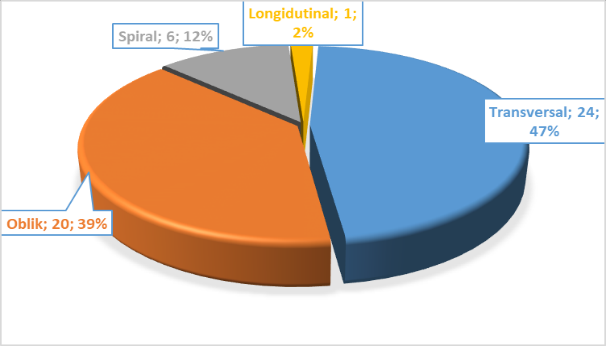 Longidutinal; 1;
2%
Spiral; 6; 12%
Transversal; 24;
47%
Oblik; 20; 39%